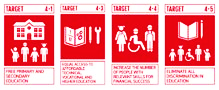 TARGET 4-1
FREE PRIMARY AND
SECONDARY
EDUCATION
TARGET 4-3
EQUAL ACCESS TO
AFFORDABLE
TECHNICAL,
VOCATIONAL AND
HIGHER EDUCATION
TARGET 4-4
INCREASE THE NUMBER
OF PEOPLE WITH
RELEVANT SKILLS FOR
FINANCIAL SUCCESS
TARGET 4-5
ELIMINATE ALL
DISCRIMINATION IN
EDUCATION